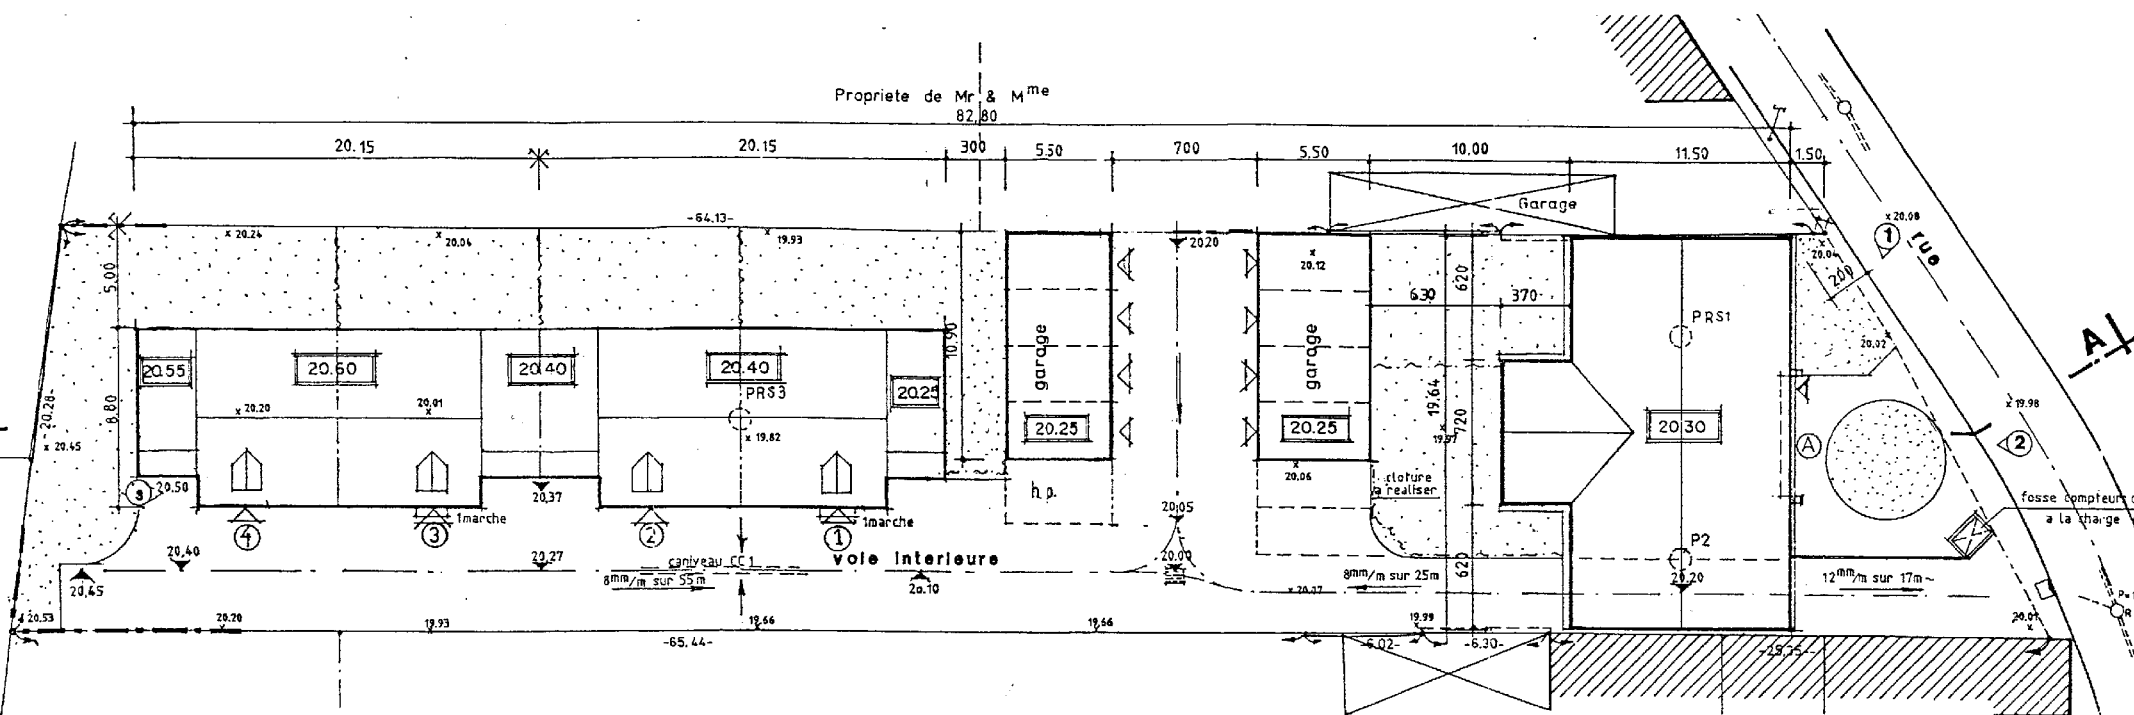 Propriete de Mr & Mme
82,80
20.15
20.15
300
5.50
700
5.50
10.00
11.50
1.50
Garage
-64.13-
x 20.24
20.04
19.93
2020
20.12
x 20.08
1
rue
20.04
20p
5.00
620
630
370
PRS1
20.02
A
10.90
garage
garage
20.55
20.60
20.40
20.40
PRS3
20.25
20.25
20.25
8.80
x 20.20
20.01
x 19.82
19.64
720
19.97
20.30
A
x 19.98
2
-20.28-
x 20.45
3
-20.50
20,37
h.p.
20.06
cloture
a realiser
fosse compteurs
a la charge
4
3
1marche
2
1
1marche
20.05
P2
20,40
20,27
caniveau CC1
voie interieure
20.00
620
20,45
8mm/m sur 55m
20.10
x 20.07
8mm/m sur 25m
20.20
12mm/m sur 17m~
20.53
20.20
19.93
19.66
19.66
19.99
20.01
R
-65.44-
-6.02-
-6.30-